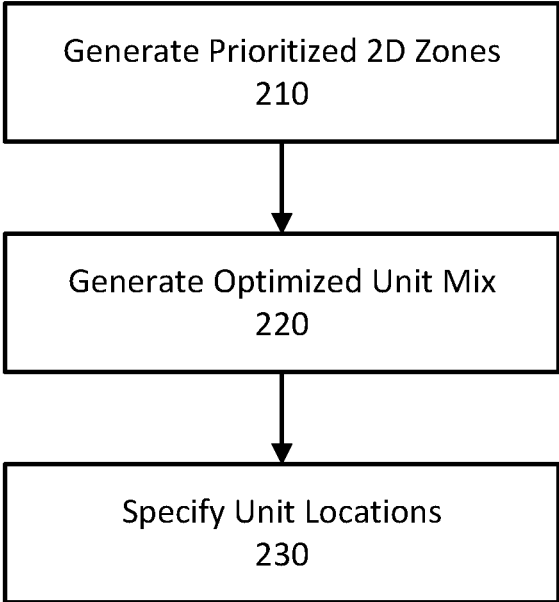 Generate Prioritized 2D Zones
210
Generate Optimized Unit Mix
220
Specify Unit Locations
230